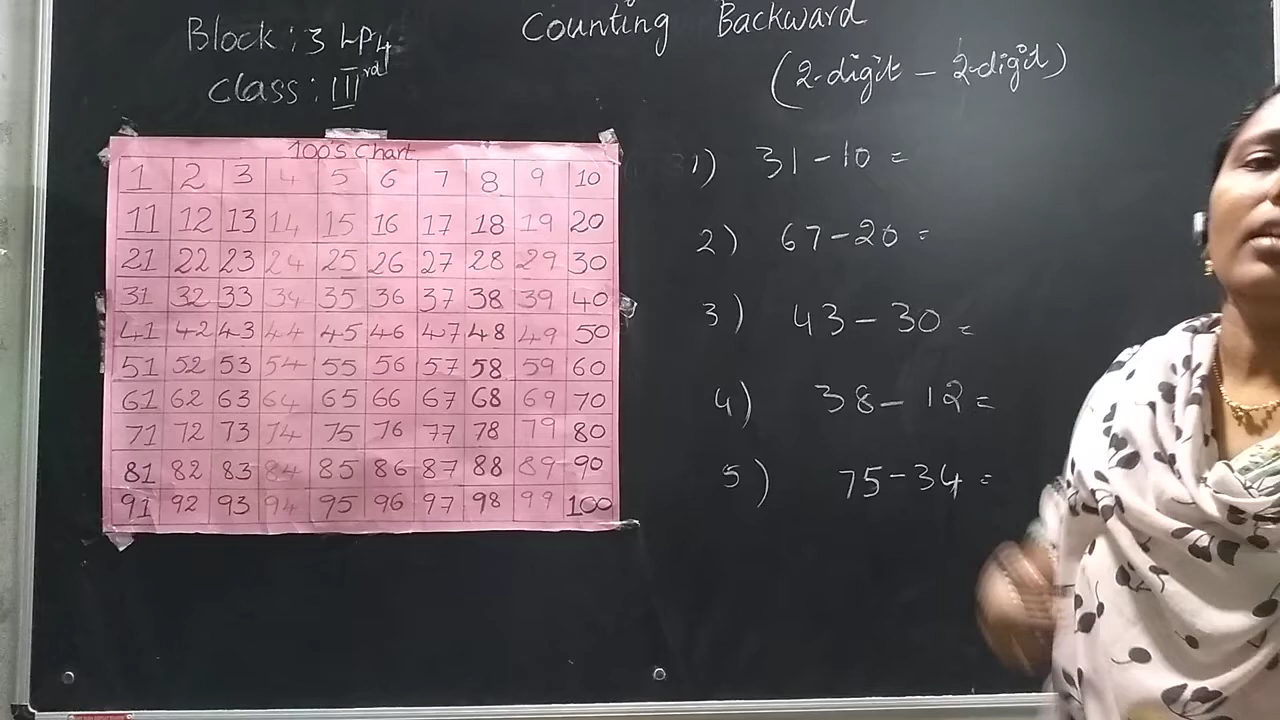 Block : 3 LP4
Class : IIIrd
Counting Backward
(2-digit - 2-digit)
100's Chart
1 2 3 4 5 6 7 8 9 10
11 12 13 14 15 16 17 18 19 20
21 22 23 24 25 26 27 28 29 30
31 32 33 34 35 36 37 38 39 40
41 42 43 44 45 46 47 48 49 50
51 52 53 54 55 56 57 58 59 60
61 62 63 64 65 66 67 68 69 70
71 72 73 74 75 76 77 78 79 80
81 82 83 84 85 86 87 88 89 90
91 92 93 94 95 96 97 98 99 100
1) 31-10 =
2) 67-20 =
3) 43-30 =
4) 38-12 =
5) 75-34 =